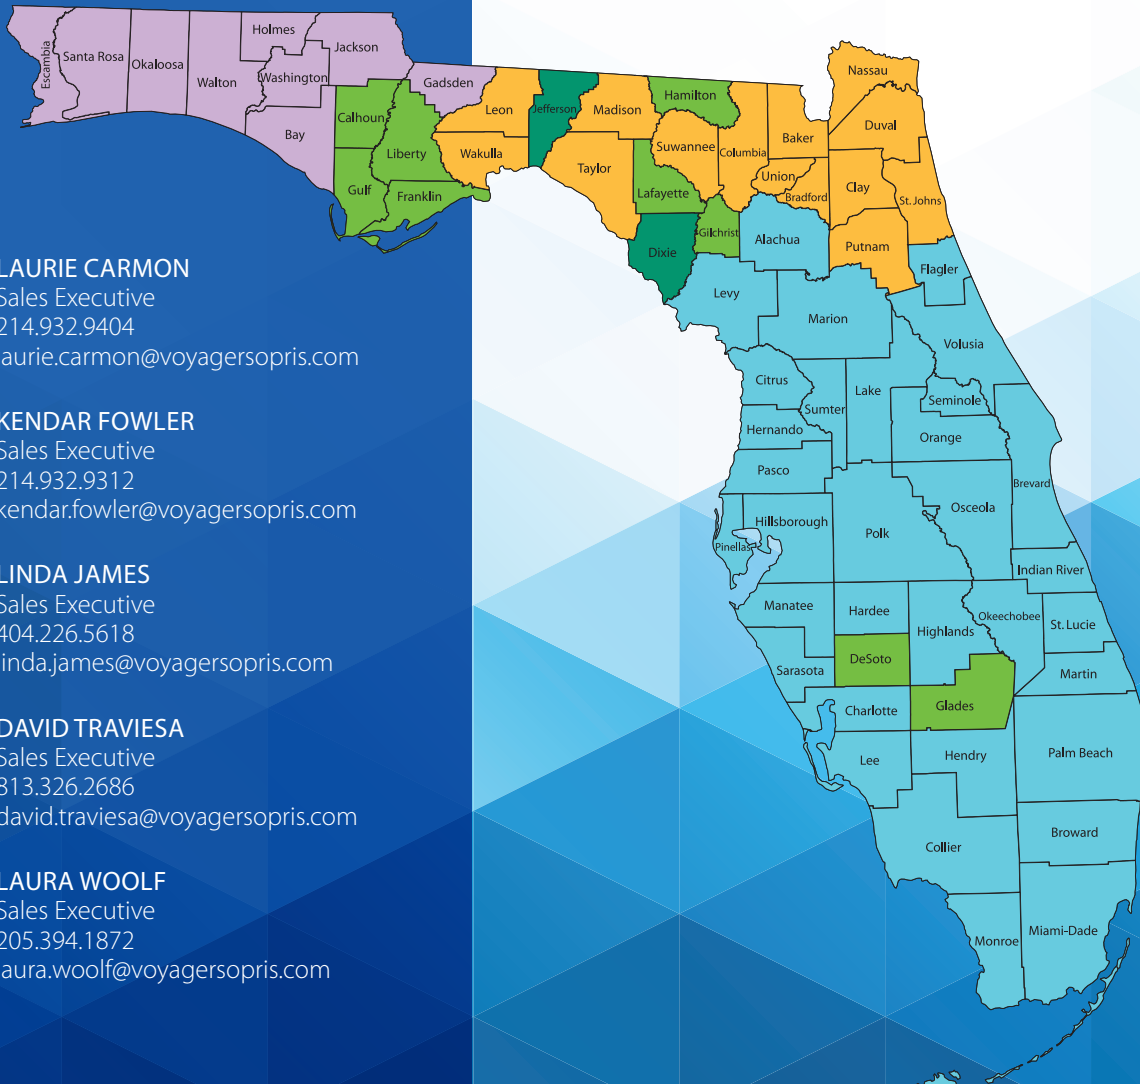 Escambia
Santa Rosa
Okaloosa
Walton
Holmes
Washington
Jackson
Bay
Gadsden
Calhoun
Liberty
Gulf
Franklin
Leon
Wakulla
Jefferson
Madison
Taylor
Hamilton
Suwannee
Lafayette
Columbia
Dixie
Gilchrist
Baker
Union
Bradford
Nassau
Duval
Clay
St. Johns
Putnam
Alachua
Levy
Marion
Flagler
Volusia
Citrus
Sumter
Lake
Seminole
Hernando
Orange
Pasco
Brevard
Osceola
Hillsborough
Polk
Pinellas
Indian River
Manatee
Hardee
Highlands
Okeechobee
St. Lucie
DeSoto
Sarasota
Martin
Charlotte
Glades
Lee
Hendry
Palm Beach
Collier
Broward
Monroe
Miami-Dade
LAURIE CARMON
Sales Executive
214.932.9404
laurie.carmon@voyagersopris.com
KENDAR FOWLER
Sales Executive
214.932.9312
kendar.fowler@voyagersopris.com
LINDA JAMES
Sales Executive
404.226.5618
linda.james@voyagersopris.com
DAVID TRAVIESA
Sales Executive
813.326.2686
david.traviesa@voyagersopris.com
LAURA WOOLF
Sales Executive
205.394.1872
laura.woolf@voyagersopris.com